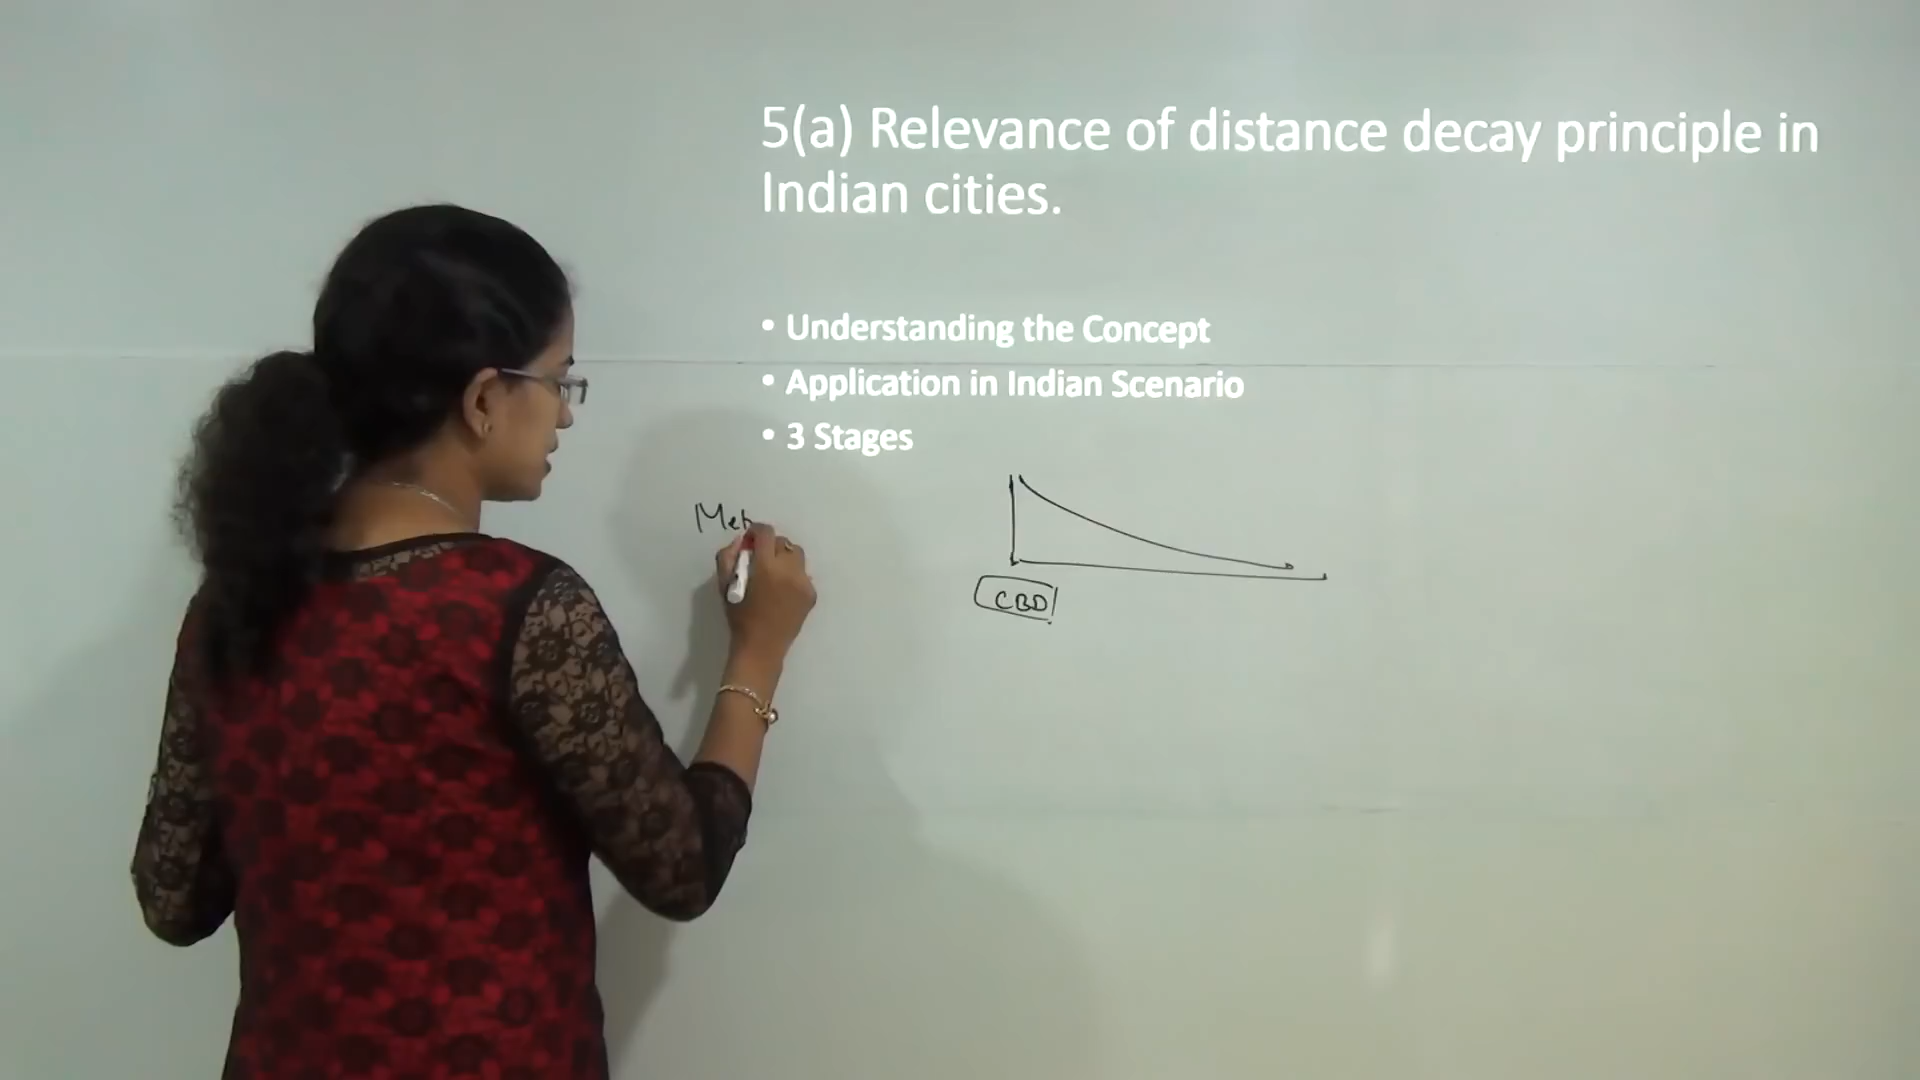 5(a) Relevance of distance decay principle in
Indian cities.
• Understanding the Concept
• Application in Indian Scenario
• 3 Stages
Met
CBD